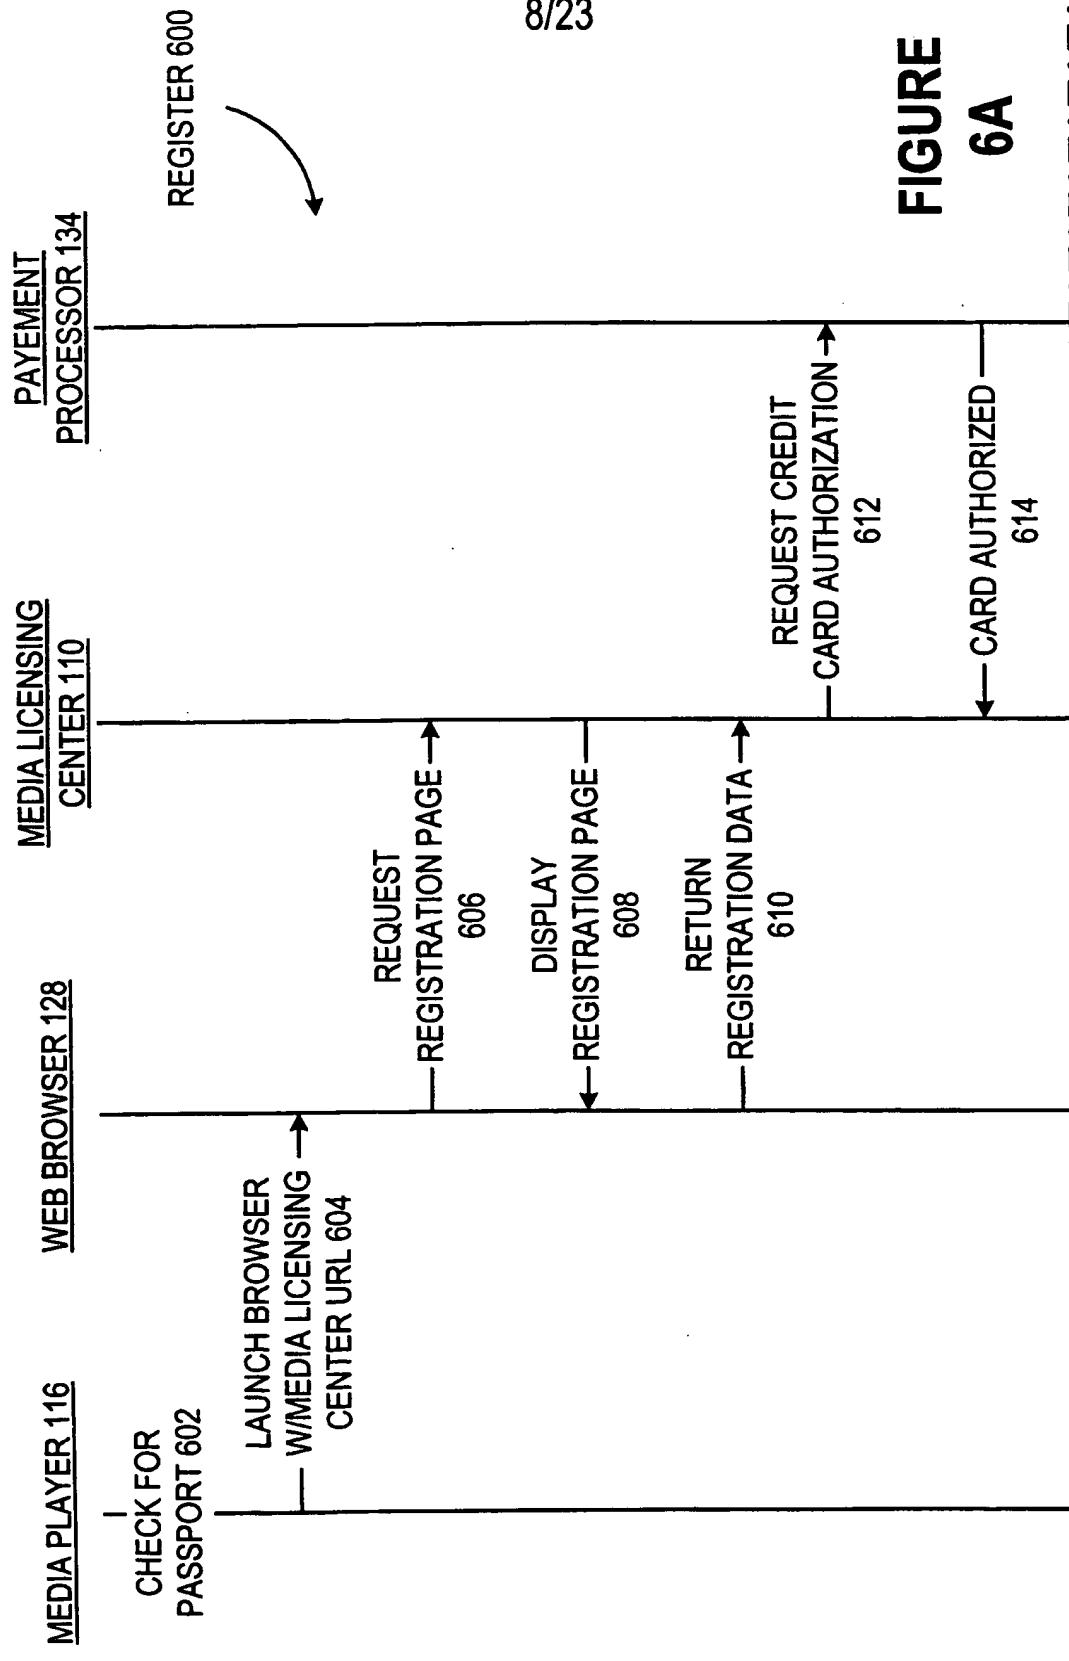 8/23
MEDIA PLAYER 116
WEB BROWSER 128
MEDIA LICENSING
CENTER 110
PAYEMENT
PROCESSOR 134
REGISTER 600
CHECK FOR
PASSPORT 602
LAUNCH BROWSER
W/MEDIA LICENSING
CENTER URL 604
REQUEST
REGISTRATION PAGE
606
DISPLAY
REGISTRATION PAGE
608
RETURN
REGISTRATION DATA
610
REQUEST CREDIT
CARD AUTHORIZATION
612
CARD AUTHORIZED
614
FIGURE
6A